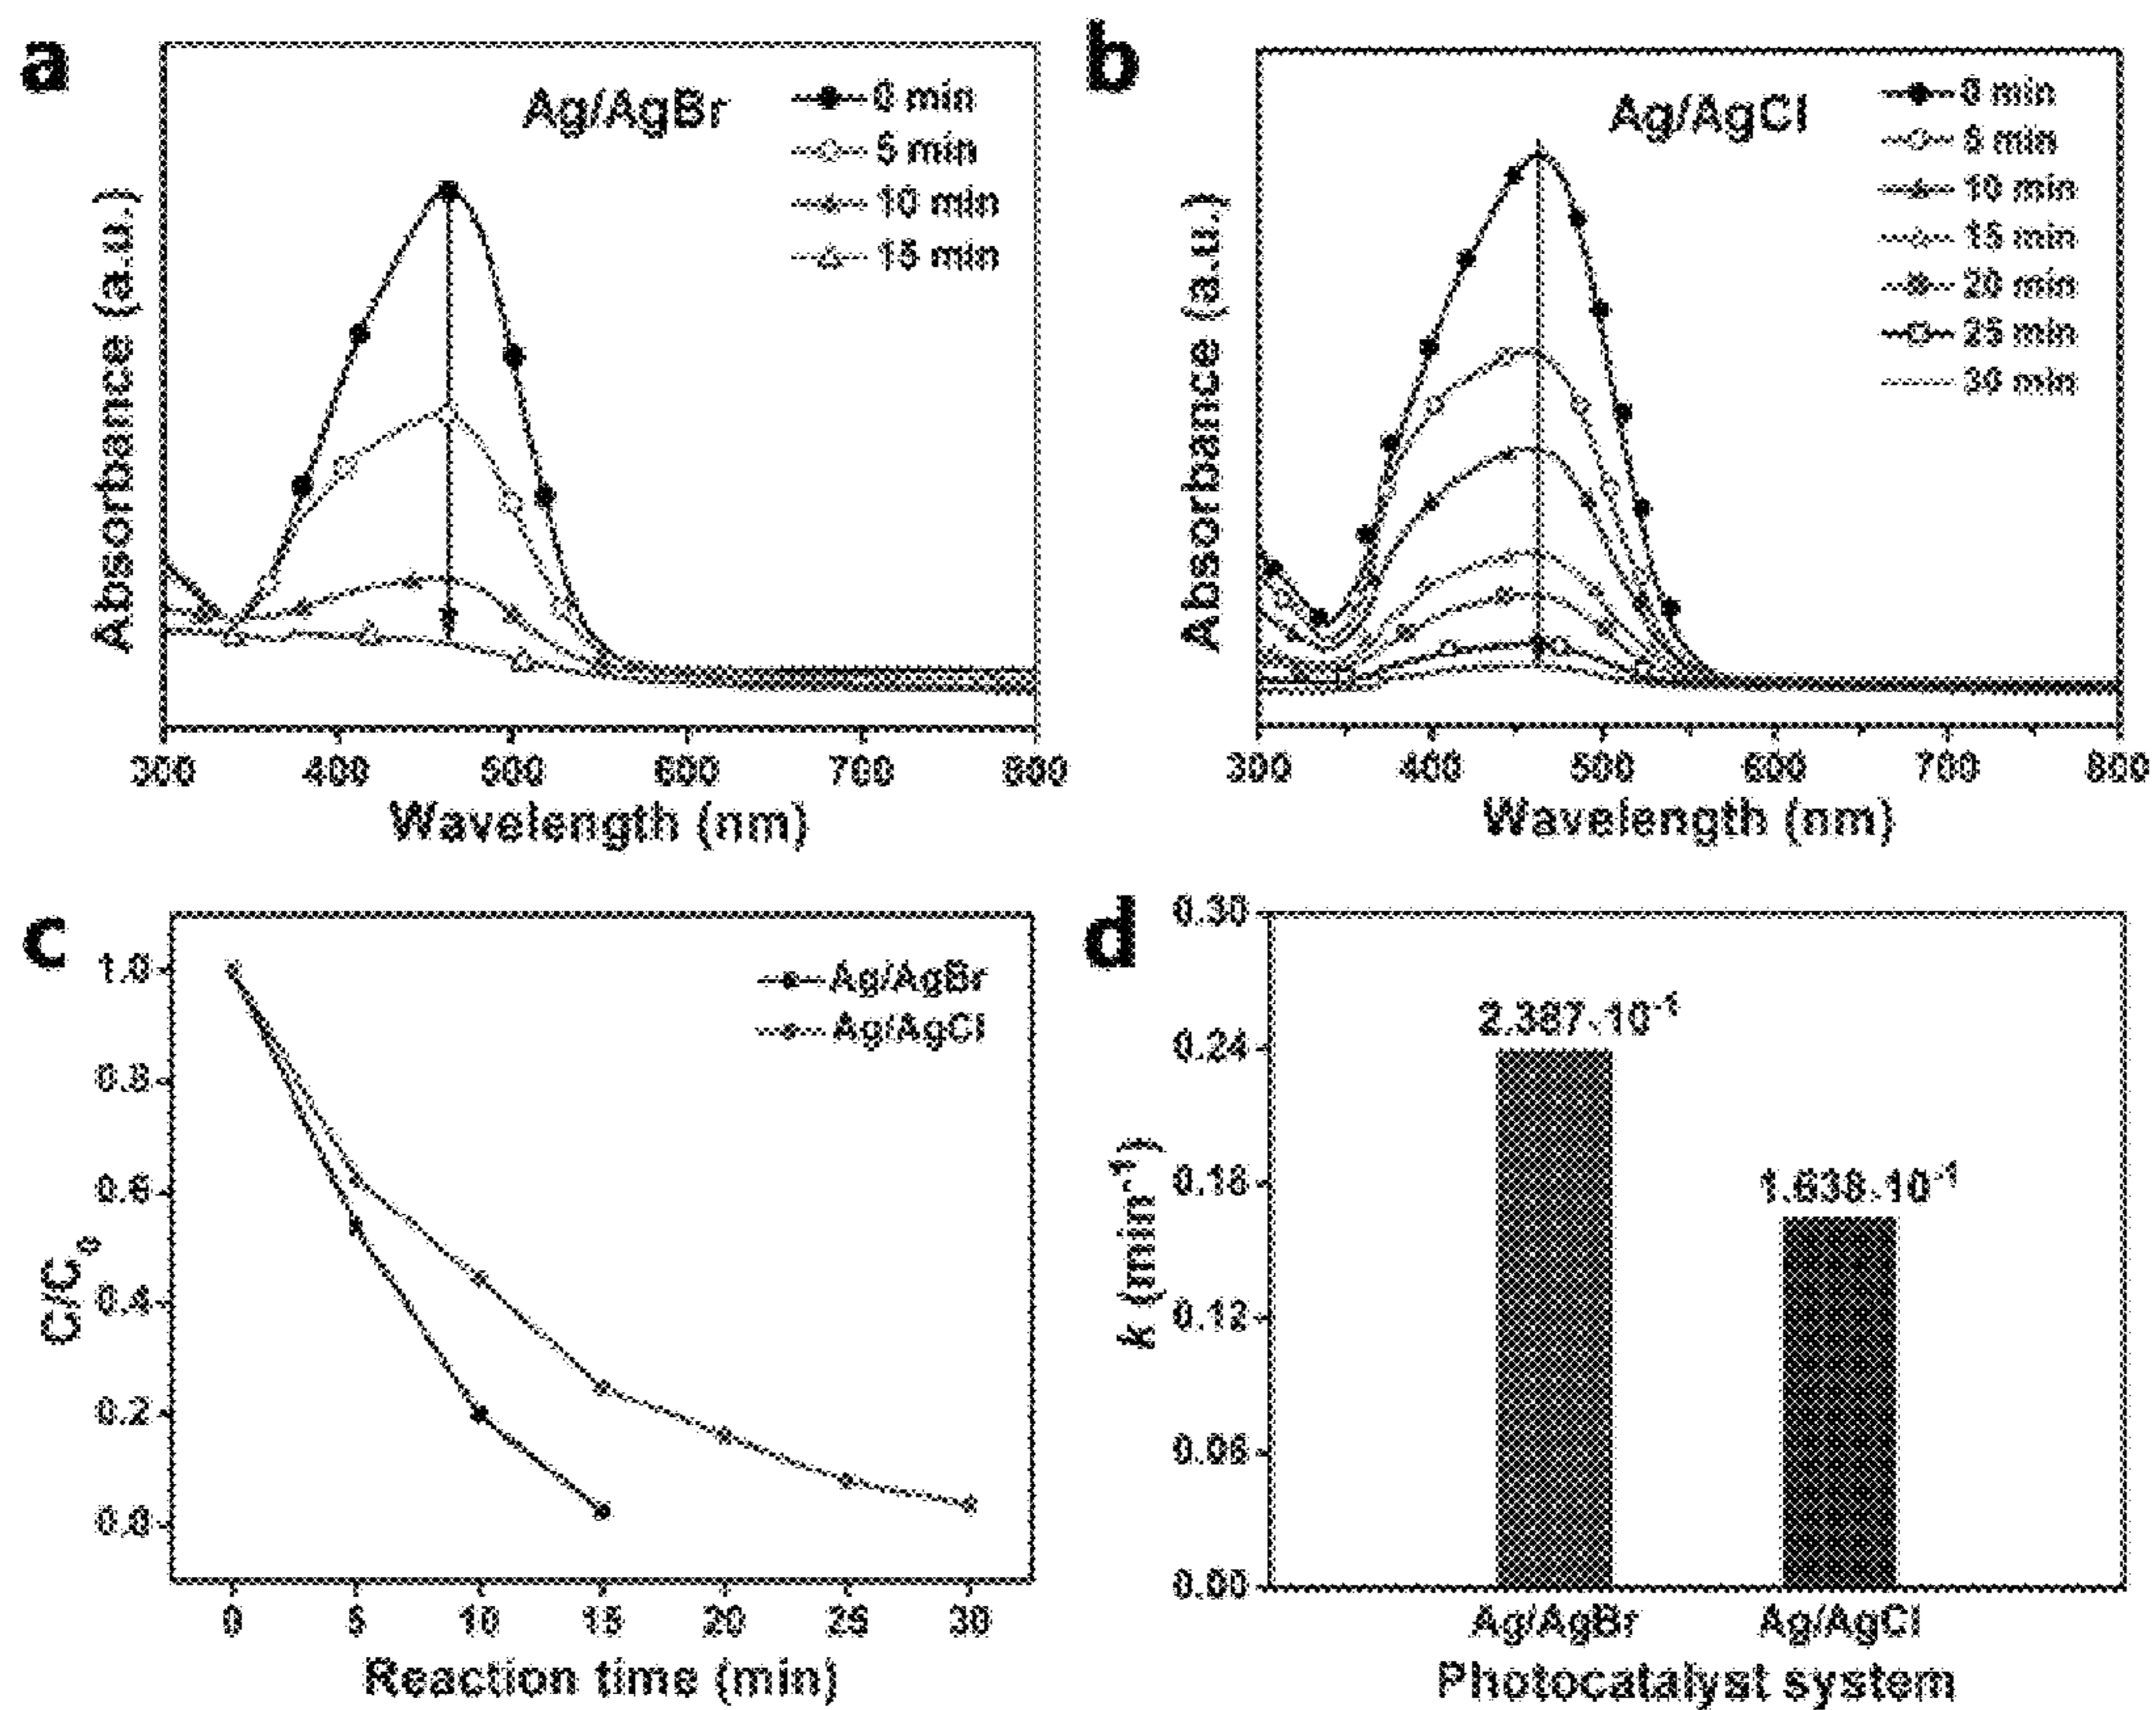 a
Ag/AgBr
0 min
5 min
10 min
15 min
Absorbance (a.u.)
300 400 500 600 700 800
Wavelength (nm)
b
Ag/AgCl
0 min
5 min
10 min
15 min
20 min
25 min
30 min
Absorbance (a.u.)
300 400 500 600 700 800
Wavelength (nm)
c
Ag/AgBr
Ag/AgCl
1.0
0.8
0.6
0.4
0.2
0.0
C/C0
0 5 10 15 20 25 30
Reaction time (min)
d
0.30
0.24
0.18
0.12
0.06
0.00
k (min-1)
2.387.10-1
1.638.10-1
Ag/AgBr Ag/AgCl
Photocatalyst system